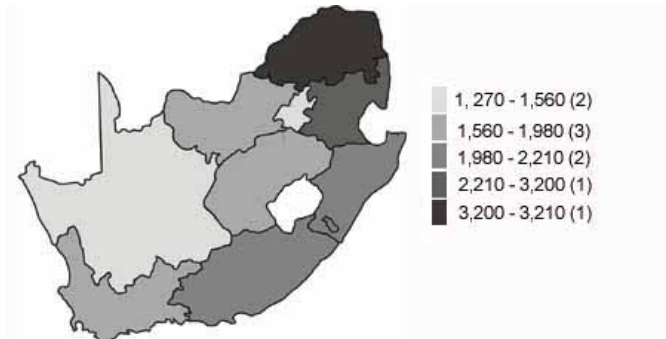 1, 270 - 1,560 (2)
1,560 - 1,980 (3)
1,980 - 2,210 (2)
2,210 - 3,200 (1)
3,200 - 3,210 (1)